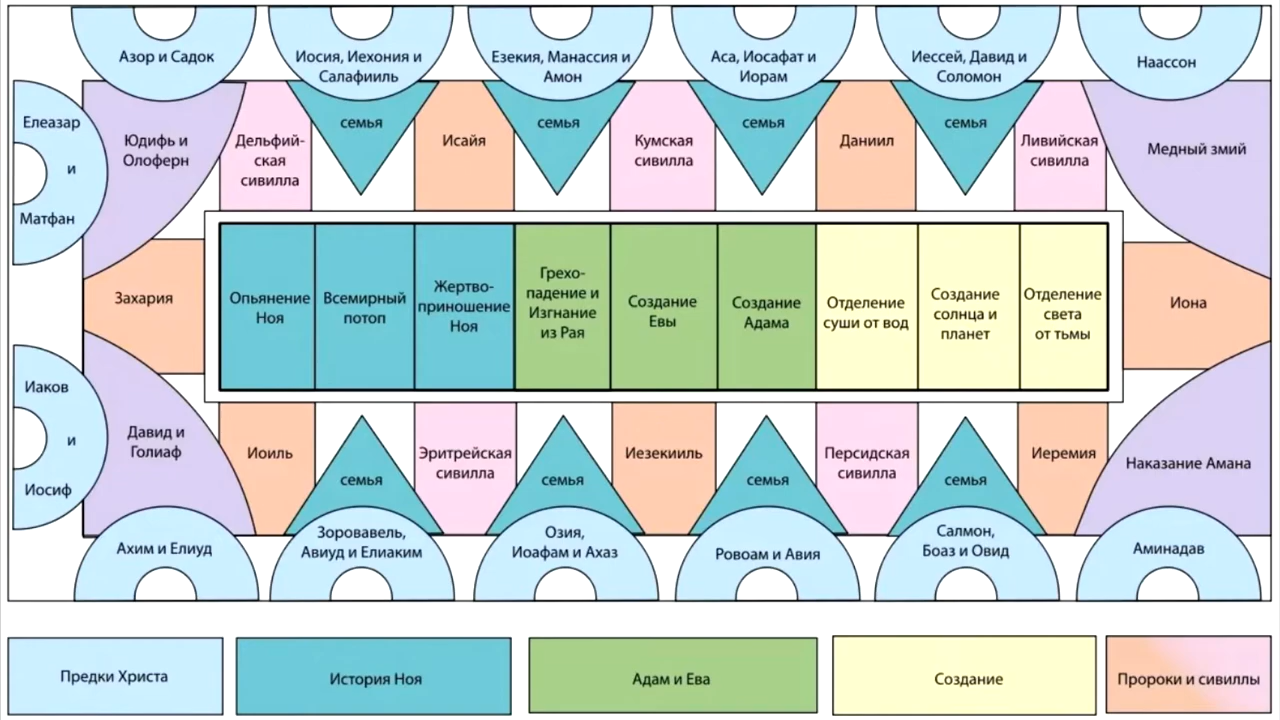 Азор и Садок
Иосия, Иехония и
Салафииль
Езекия, Манассия и
Амон
Аса, Иосафат и
Иорам
Иессей, Давид и
Соломон
Наассон
Елеазар
и
Матфан
Юдифь и
Олоферн
Дельфий-
ская
сивилла
семья
Исайя
семья
Кумская
сивилла
семья
Даниил
семья
Ливийская
сивилла
Медный змий
Захария
Опьянение
Ноя
Всемирный
потоп
Жертво-
приношение
Ноя
Грехо-
падение и
Изгнание
из Рая
Создание
Евы
Создание
Адама
Отделение
суши от вод
Создание
солнца и
планет
Отделение
света
от тьмы
Иона
Иаков
и
Иосиф
Давид и
Голиаф
Иоиль
семья
Эритрейская
сивилла
семья
Иезекииль
семья
Персидская
сивилла
семья
Иеремия
Наказание Амана
Ахим и Елиуд
Зоровавель,
Авиуд и Елиаким
Озия,
Иоафам и Ахаз
Ровоам и Авия
Салмон,
Боаз и Овид
Аминадав
Предки Христа
История Ноя
Адам и Ева
Создание
Пророки и сивиллы